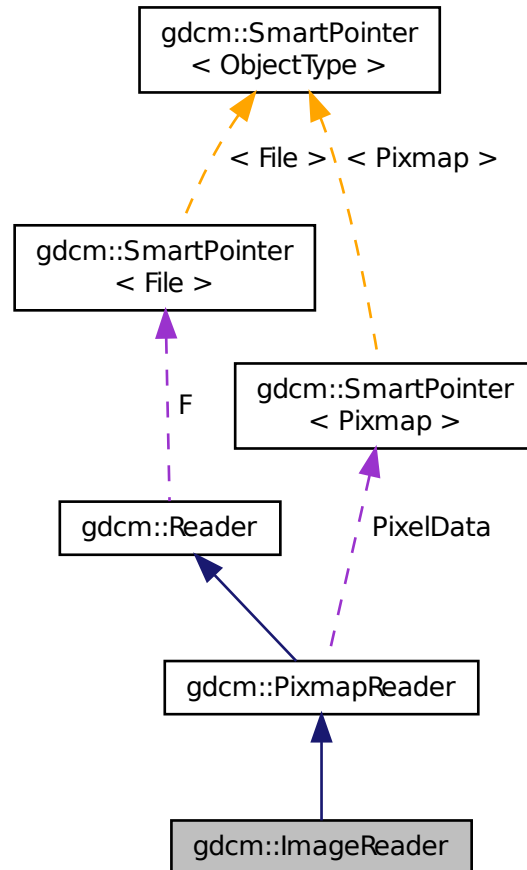 gdcm::SmartPointer
< ObjectType >
< File >
< Pixmap >
gdcm::SmartPointer
< File >
gdcm::SmartPointer
< Pixmap >
F
gdcm::Reader
PixelData
gdcm::PixmapReader
gdcm::ImageReader